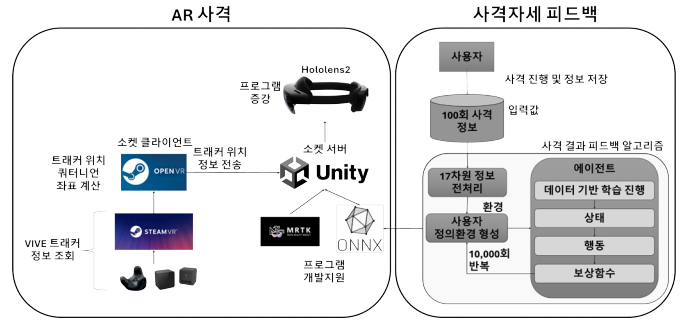 AR 사격
사격자세 피드백
Hololens2
프로그램
증강
소켓 클라이언트
트래커 위치
정보 전송
소켓 서버
트래커 위치
쿼터니언
좌표 계산
OPENVR
Unity
STEAMVR
VIVE 트래커
정보 조회
MRTK
ONNX
프로그램
개발지원
사용자
사격 진행 및 정보 저장
100회 사격
정보
입력값
사격 결과 피드백 알고리즘
17차원 정보
전처리
환경
사용자
정의환경 형성
10,000회
반복
에이전트
데이터 기반 학습 진행
상태
행동
보상함수